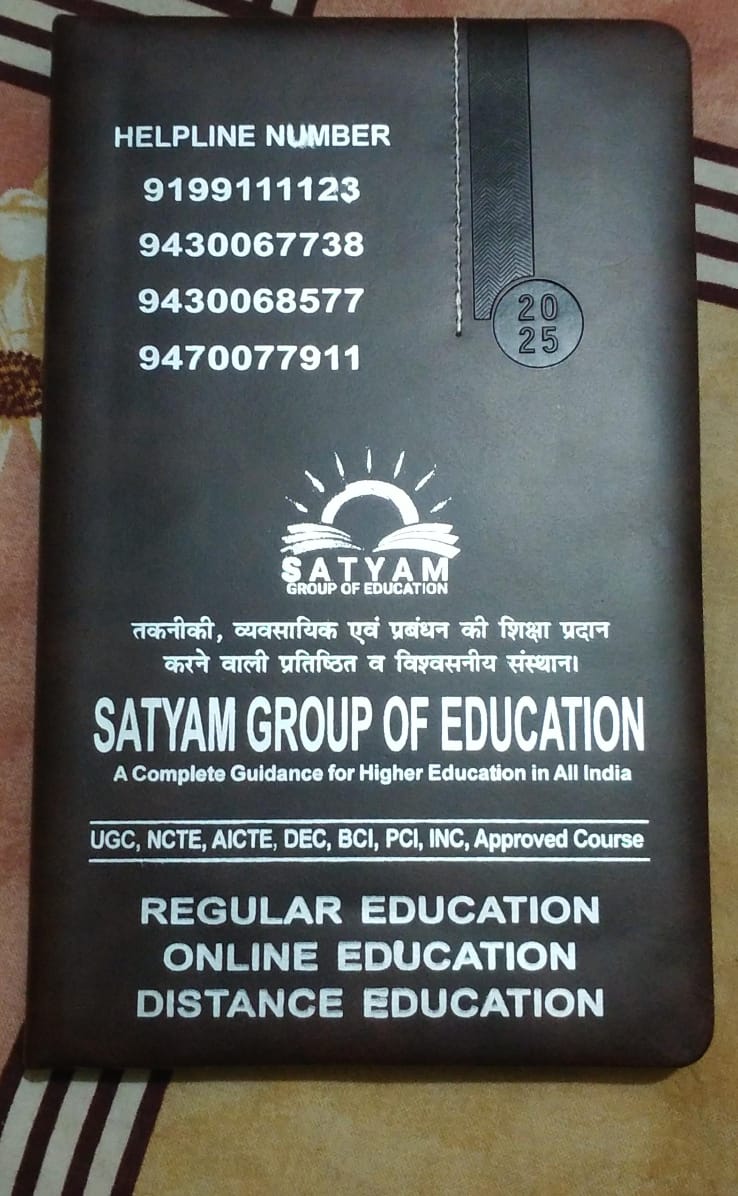 HELPLINE NUMBER
9199111123
9430067738
9430068577
9470077911
20
25
SATYAM
GROUP OF EDUCATION
तकनीकी, व्यवसायिक एवं प्रबंधन की शिक्षा प्रदान
करने वाली प्रतिष्ठित व विश्वसनीय संस्थान।
SATYAM GROUP OF EDUCATION
A Complete Guidance for Higher Education in All India
UGC, NCTE, AICTE, DEC, BCI, PCI, INC, Approved Course
REGULAR EDUCATION
ONLINE EDUCATION
DISTANCE EDUCATION